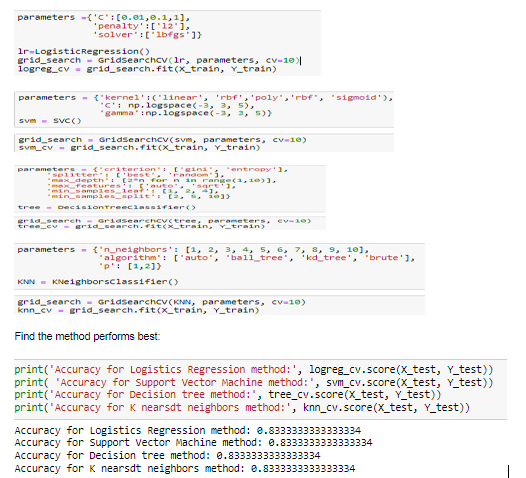 parameters ={'C':[0.01,0.1,1],
'penalty':['l2'],
'solver':['lbfgs']}
lr=LogisticRegression()
grid_search = GridSearchCV(lr, parameters, cv=10)
logreg_cv = grid_search.fit(X_train, Y_train)
parameters = {'kernel':('linear', 'rbf','poly','rbf', 'sigmoid'),
'C': np.logspace(-3, 3, 5),
'gamma':np.logspace(-3, 3, 5)}
svm = SVC()
grid_search = GridSearchCV(svm, parameters, cv=10)
svm_cv = grid_search.fit(X_train, Y_train)
parameters = {'criterion': ['gini', 'entropy'],
'splitter': ['best', 'random'],
'max_depth': [2*n for n in range(1,10)],
'max_features': ['auto', 'sqrt'],
'min_samples_leaf': [1, 2, 4],
'min_samples_split': [2, 5, 10]}
tree = DecisionTreeClassifier()
grid_search = GridSearchCV(tree, parameters, cv=10)
tree_cv = grid_search.fit(X_train, Y_train)
parameters = {'n_neighbors': [1, 2, 3, 4, 5, 6, 7, 8, 9, 10],
'algorithm': ['auto', 'ball_tree', 'kd_tree', 'brute'],
'p': [1,2]}
KNN = KNeighborsClassifier()
grid_search = GridSearchCV(KNN, parameters, cv=10)
knn_cv = grid_search.fit(X_train, Y_train)
Find the method performs best:
print('Accuracy for Logistics Regression method:', logreg_cv.score(X_test, Y_test))
print( 'Accuracy for Support Vector Machine method:', svm_cv.score(X_test, Y_test))
print('Accuracy for Decision tree method:', tree_cv.score(X_test, Y_test))
print('Accuracy for K nearsdt neighbors method:', knn_cv.score(X_test, Y_test))
Accuracy for Logistics Regression method: 0.8333333333333334
Accuracy for Support Vector Machine method: 0.8333333333333334
Accuracy for Decision tree method: 0.8333333333333334
Accuracy for K nearsdt neighbors method: 0.8333333333333334